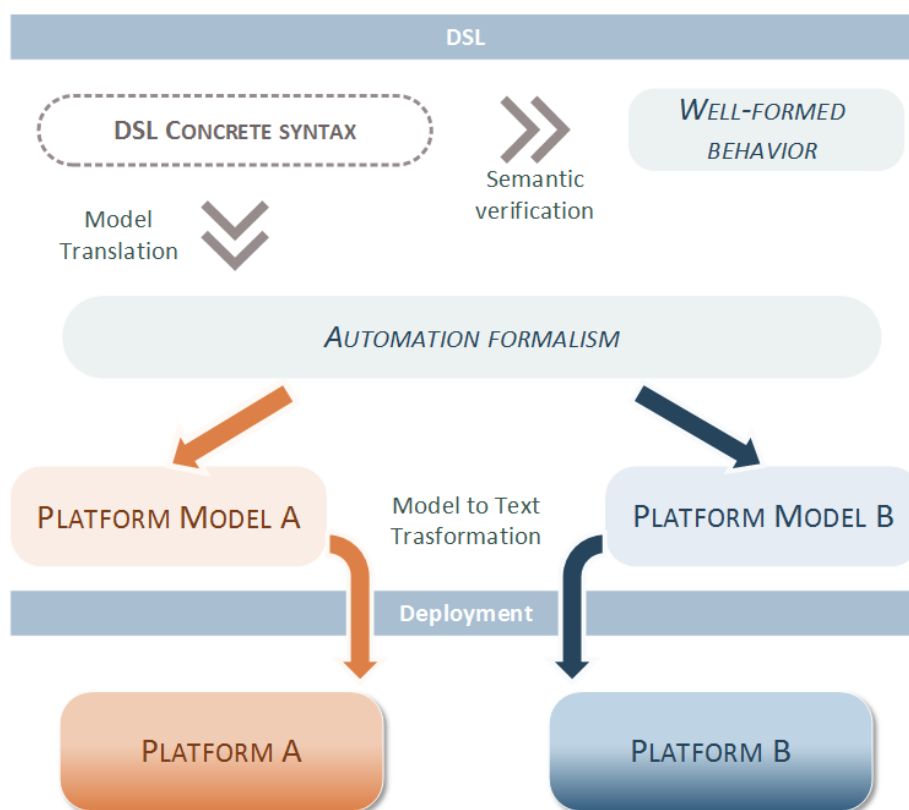 DSL
DSL CONCRETE SYNTAX
WELL-FORMED
BEHAVIOR
Semantic
verification
Model
Translation
AUTOMATION FORMALISM
PLATFORM MODEL A
Model to Text
Trasformation
PLATFORM MODEL B
Deployment
PLATFORM A
PLATFORM B